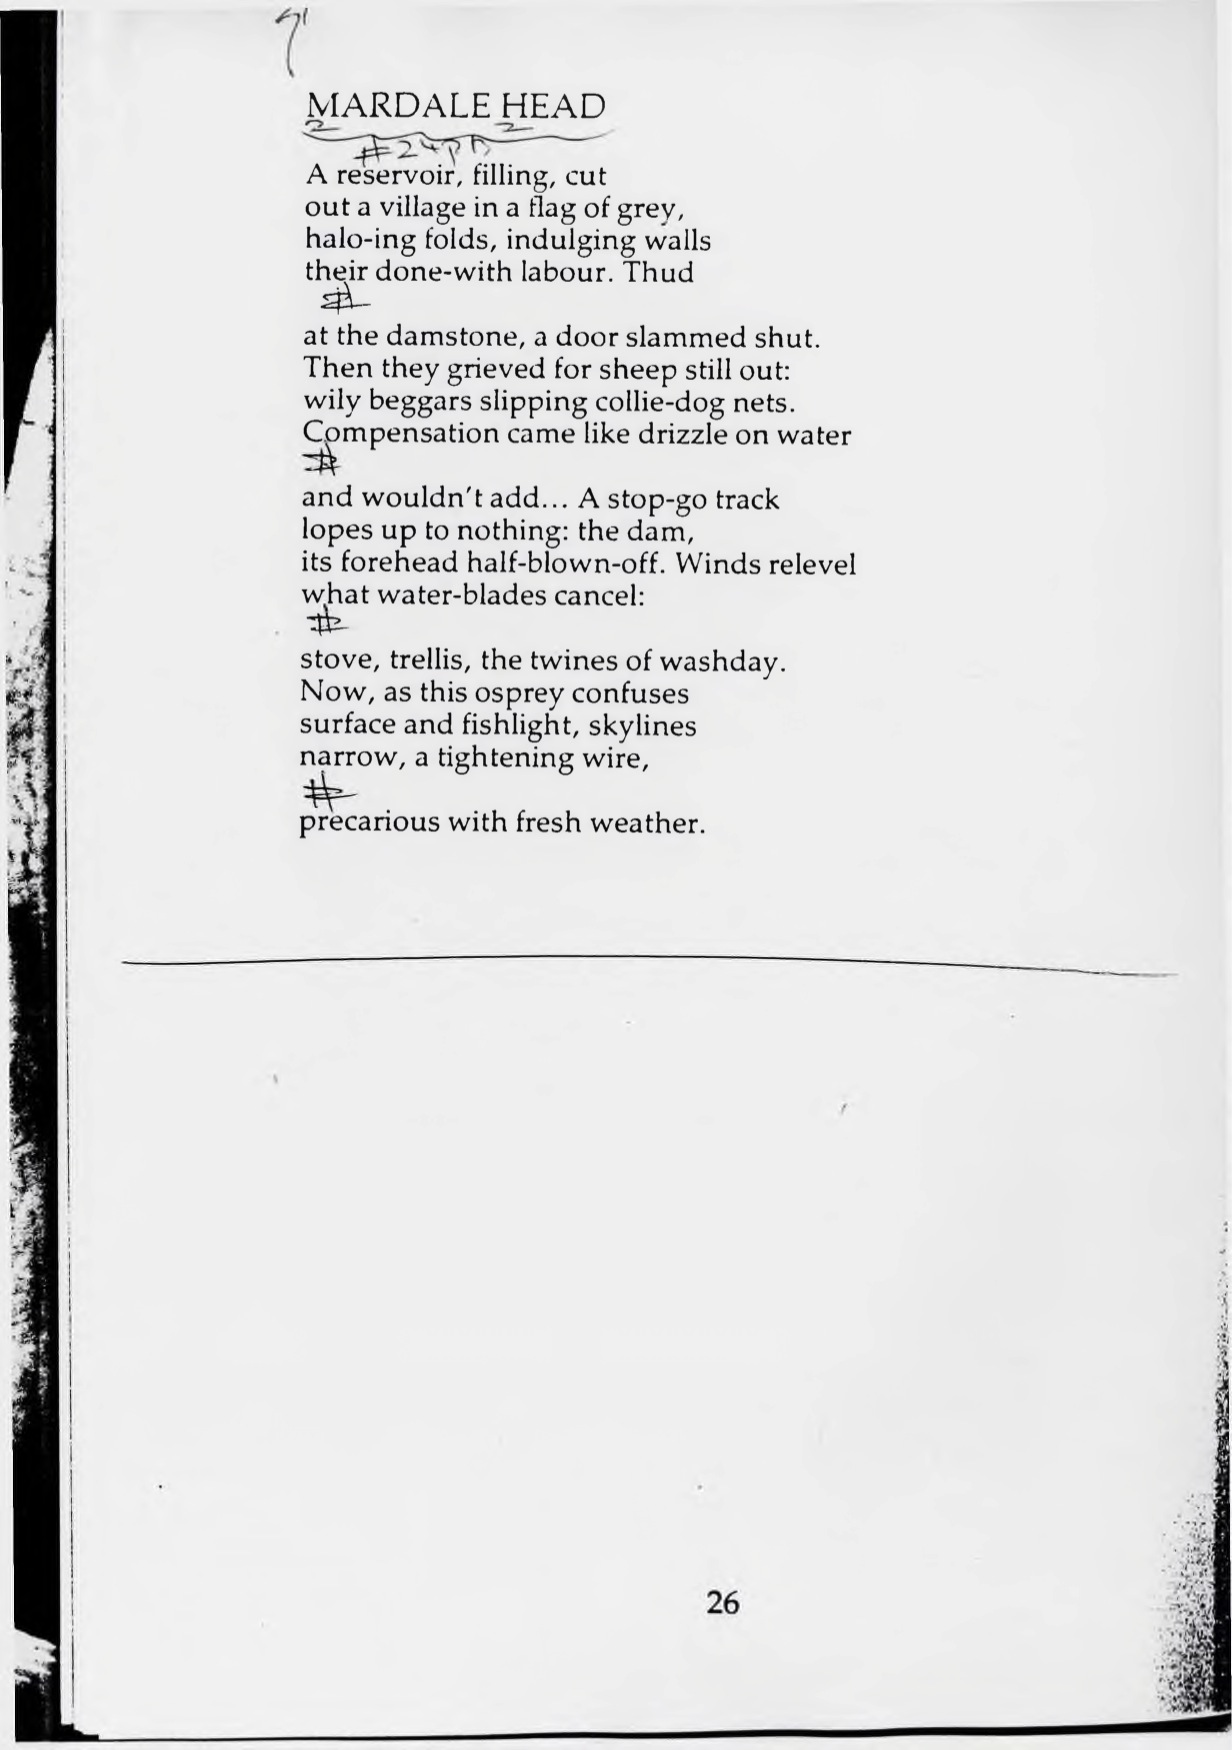 MARDALE HEAD
2 2
#24pt
A reservoir, filling, cut
out a village in a flag of grey,
halo-ing folds, indulging walls
their done-with labour. Thud
#
at the damstone, a door slammed shut.
Then they grieved for sheep still out:
wily beggars slipping collie-dog nets.
Compensation came like drizzle on water
#
and wouldn't add... A stop-go track
lopes up to nothing: the dam,
its forehead half-blown-off. Winds relevel
what water-blades cancel:
#
stove, trellis, the twines of washday.
Now, as this osprey confuses
surface and fishlight, skylines
narrow, a tightening wire,
#
precarious with fresh weather.
26